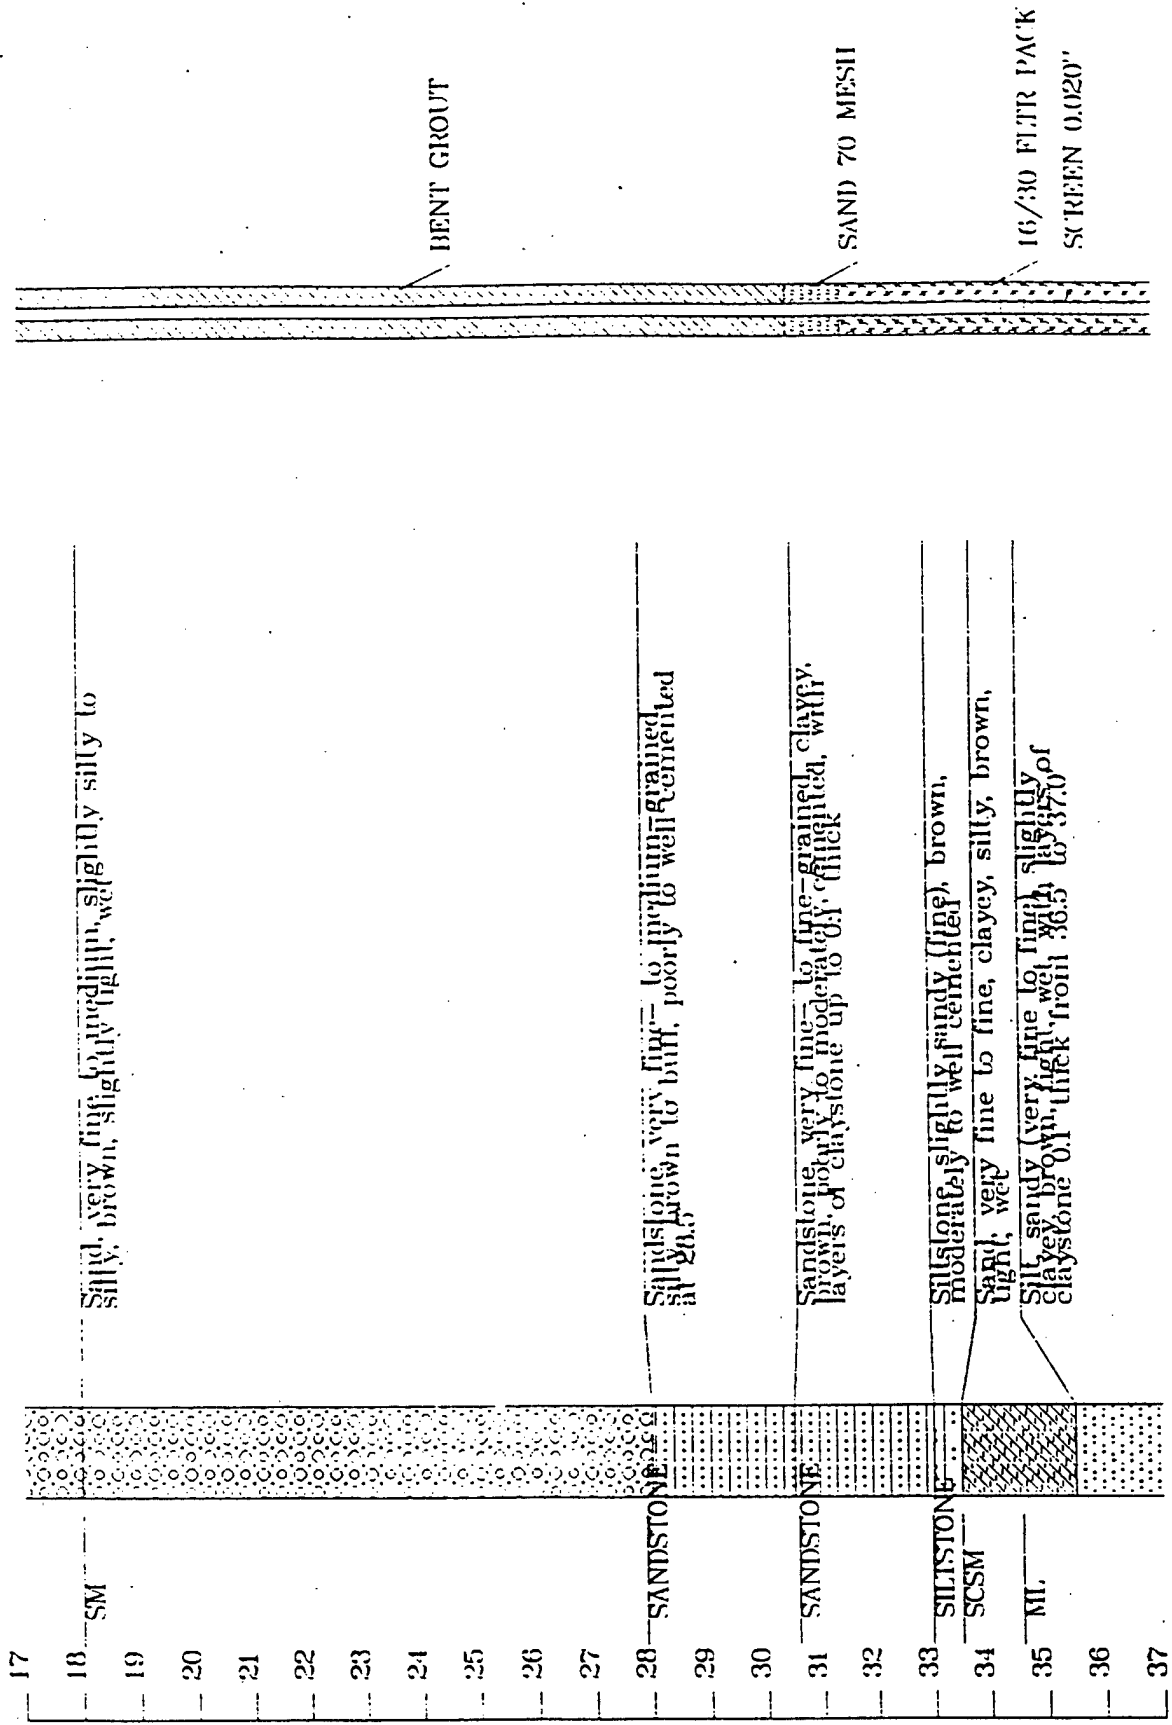 17
18
19
20
21
22
23
24
25
26
27
28
29
30
31
32
33
34
35
36
37
SM
SANDSTONE
SANDSTONE
SILTSTONE
SCSM
ML
Sand, very fine to medium, slightly silty to
silty, brown, slightly tight, wet
Sandstone, very fine- to medium-grained,
silty, brown to buff, poorly to well cemented
at 28.5
Sandstone, very fine- to fine-grained, clayey,
brown, poorly to moderately cemented, with
layers of claystone up to 0.1' thick
Siltstone, slightly sandy (fine), brown,
moderately to well cemented
Sand, very fine to fine, clayey, silty, brown,
tight, wet
Silt, sandy (very fine to fine), slightly
clayey, brown, tight, wet, with layers of
claystone 0.1' thick from 36.5 to 37.0
BENT GROUT
SAND 70 MESH
16/30 FLTR PACK
SCREEN 0.020"